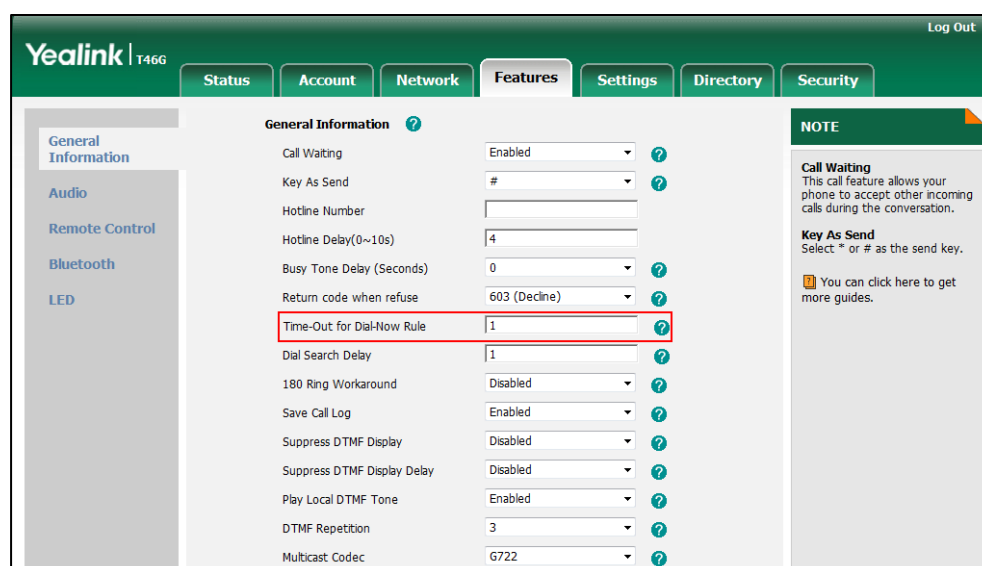 Log Out
Yealink T46G
Status Account Network Features Settings Directory Security
General Information
Audio
Remote Control
Bluetooth
LED
General Information ?
Call Waiting Enabled ?
Key As Send # ?
Hotline Number
Hotline Delay(0~10s) 4
Busy Tone Delay (Seconds) 0 ?
Return code when refuse 603 (Decline) ?
Time-Out for Dial-Now Rule 1 ?
Dial Search Delay 1 ?
180 Ring Workaround Disabled ?
Save Call Log Enabled ?
Suppress DTMF Display Disabled ?
Suppress DTMF Display Delay Disabled ?
Play Local DTMF Tone Enabled ?
DTMF Repetition 3 ?
Multicast Codec G722 ?
NOTE
Call Waiting
This call feature allows your
phone to accept other incoming
calls during the conversation.
Key As Send
Select * or # as the send key.
? You can click here to get
more guides.